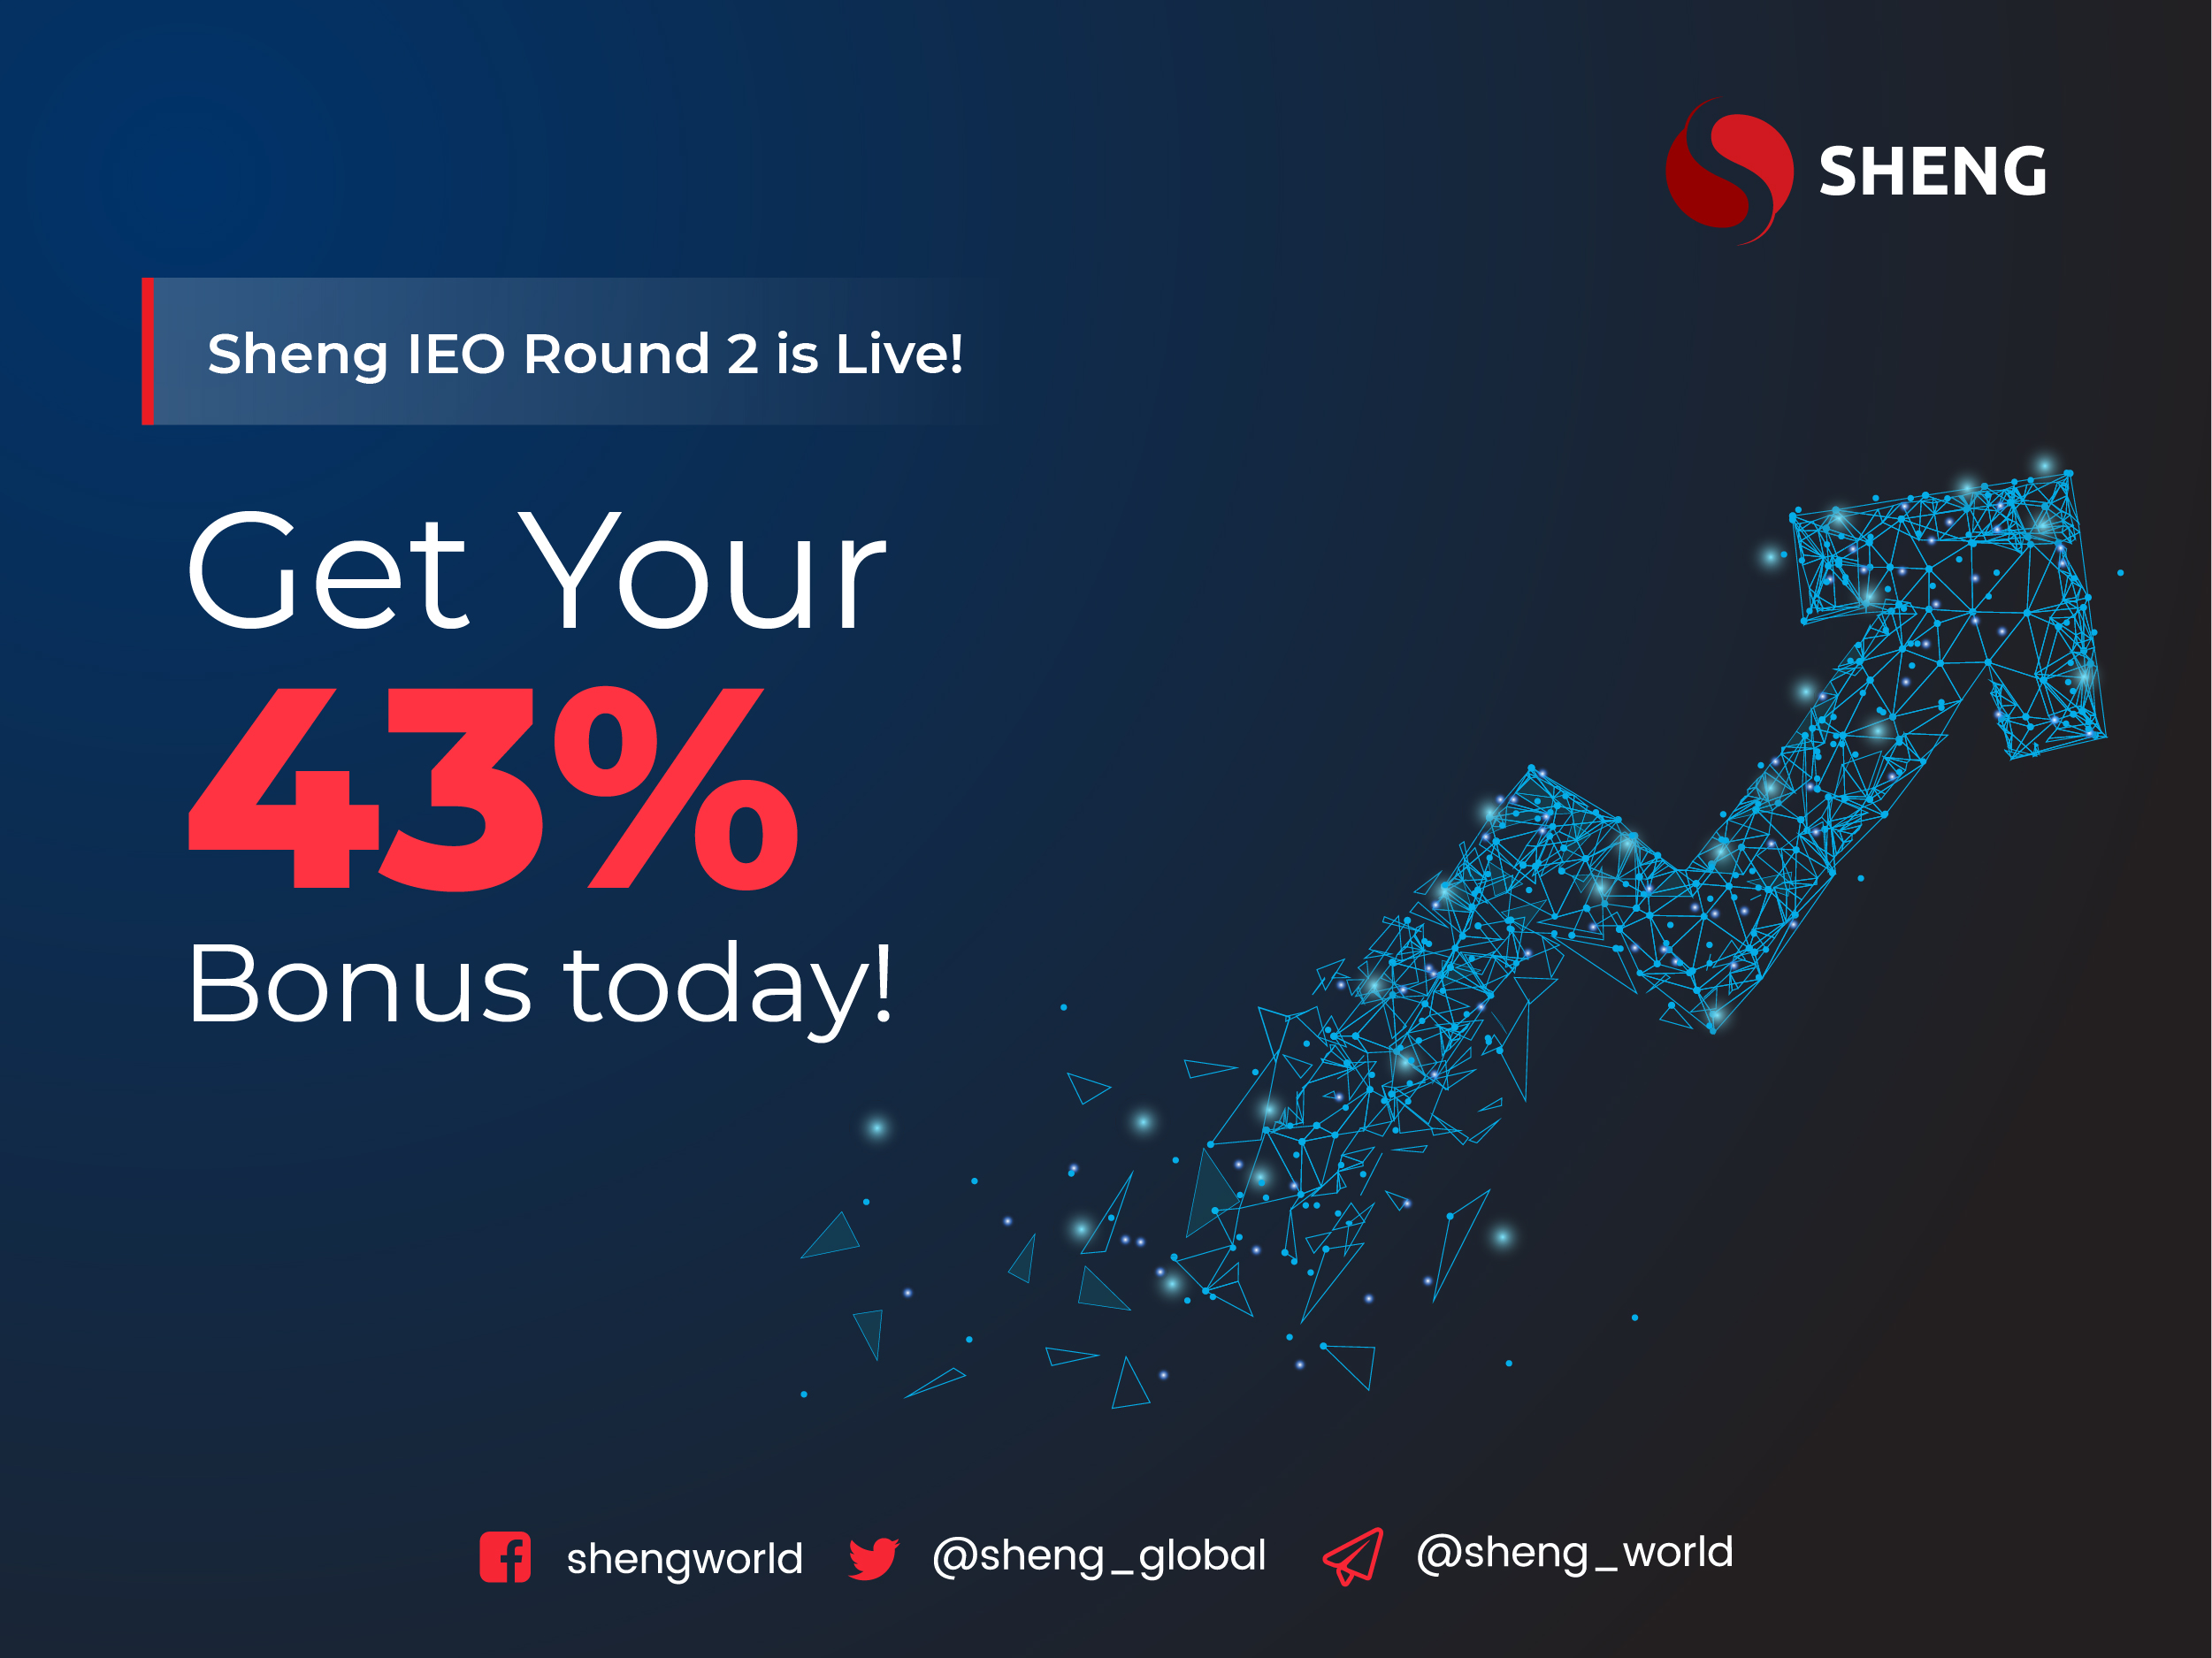 SHENG
Sheng IEO Round 2 is Live!
Get Your
43%
Bonus today!
shengworld
@sheng_global
@sheng_world